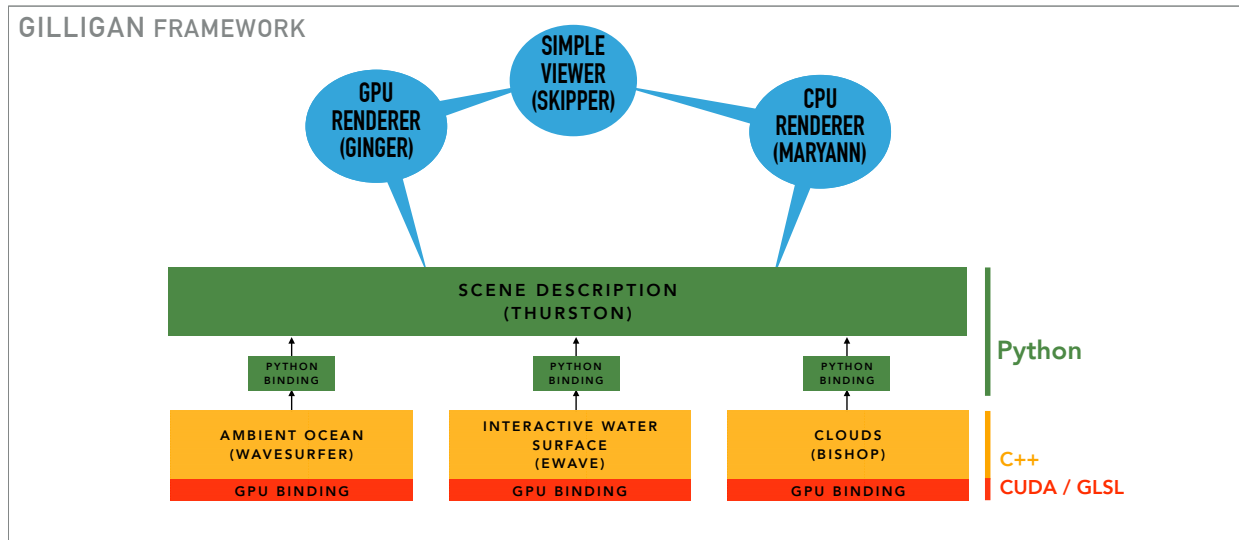 GILLIGAN FRAMEWORK
SIMPLE
VIEWER
(SKIPPER)
GPU
RENDERER
(GINGER)
CPU
RENDERER
(MARYANN)
SCENE DESCRIPTION
(THURSTON)
Python
PYTHON
BINDING
PYTHON
BINDING
PYTHON
BINDING
AMBIENT OCEAN
(WAVESURFER)
GPU BINDING
INTERACTIVE WATER
SURFACE
(EWAVE)
GPU BINDING
CLOUDS
(BISHOP)
GPU BINDING
C++
CUDA / GLSL